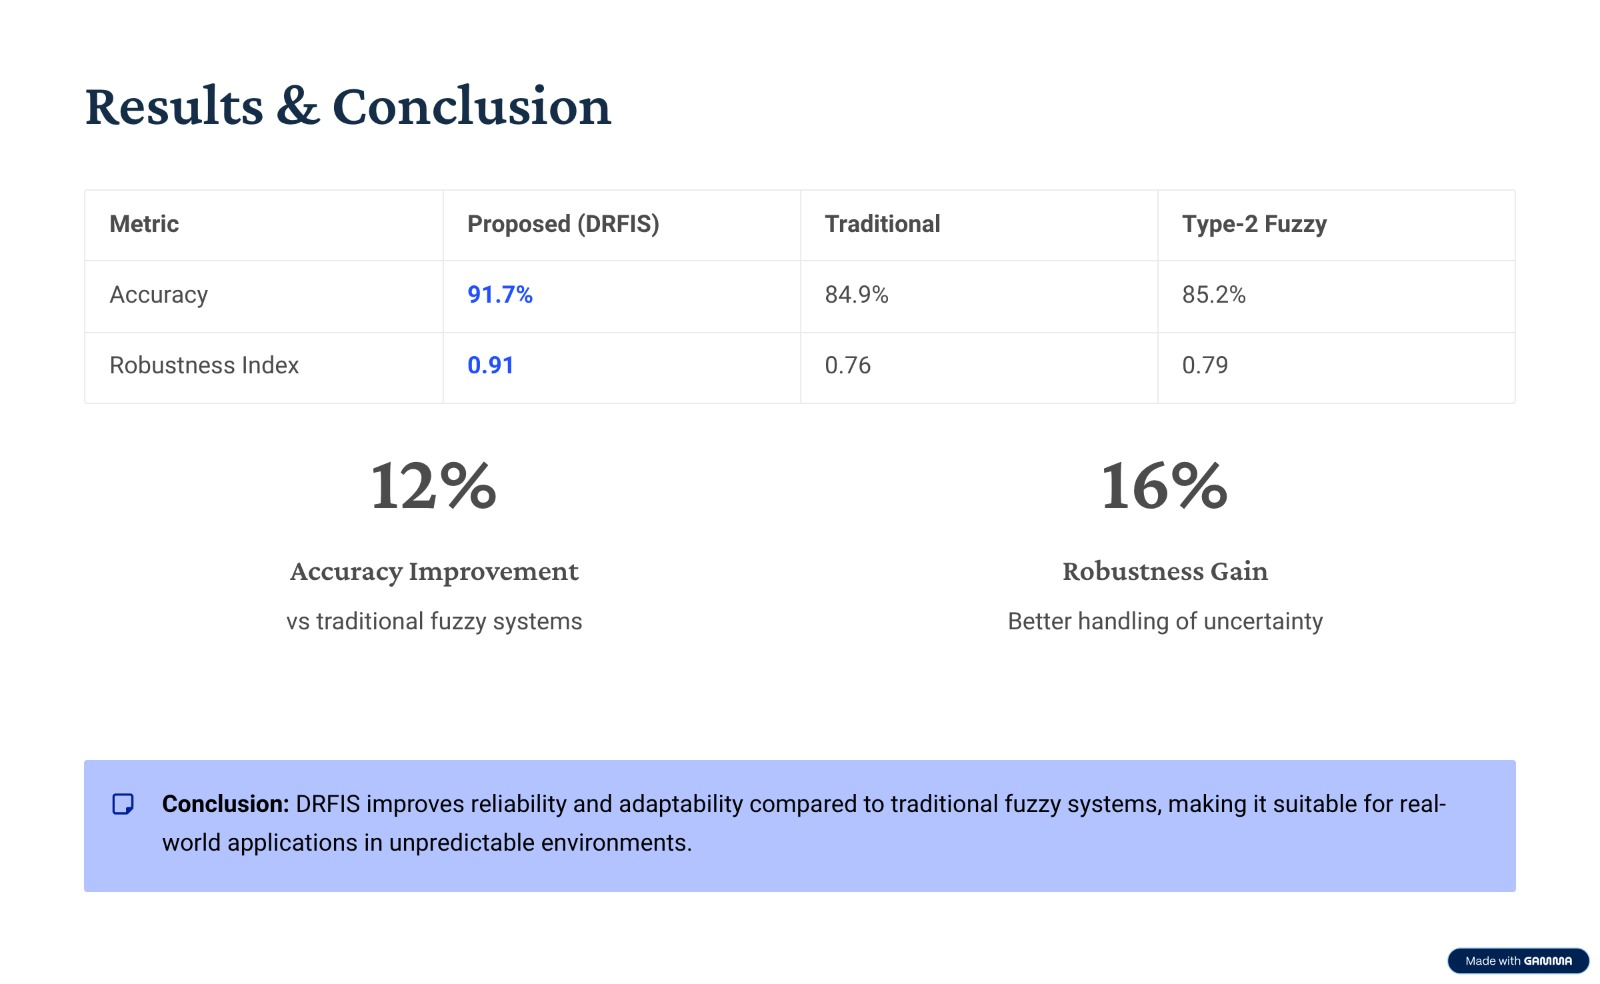 Results & Conclusion
Metric Proposed (DRFIS) Traditional Type-2 Fuzzy
Accuracy 91.7% 84.9% 85.2%
Robustness Index 0.91 0.76 0.79
12% 16%
Accuracy Improvement Robustness Gain
vs traditional fuzzy systems Better handling of uncertainty
Conclusion: DRFIS improves reliability and adaptability compared to traditional fuzzy systems, making it suitable for real-
world applications in unpredictable environments.
Made with GAMMA